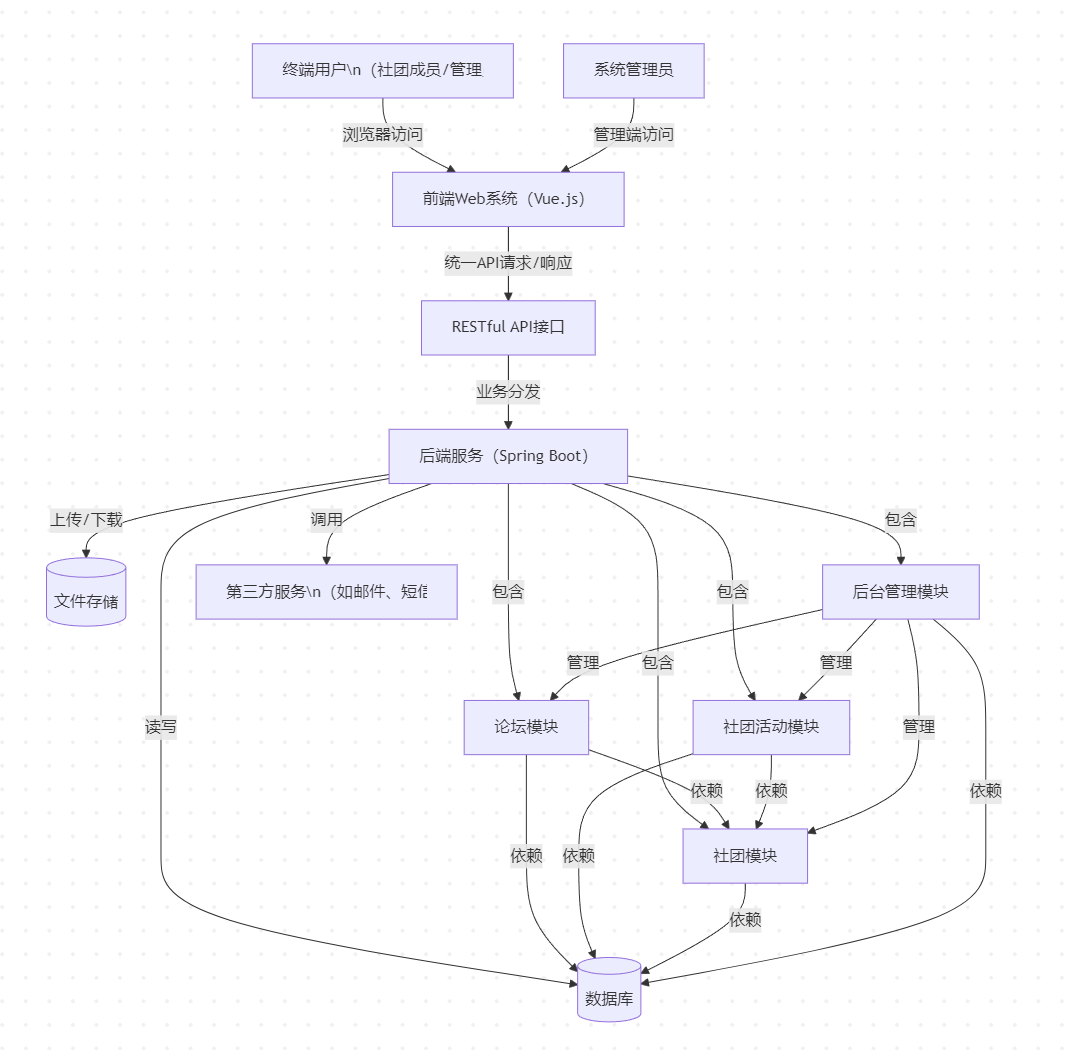 终端用户\n（社团成员/管理
系统管理员
浏览器访问
管理端访问
前端Web系统（Vue.js）
统一API请求/响应
RESTful API接口
业务分发
后端服务（Spring Boot）
上传/下载
调用
包含
文件存储
第三方服务\n（如邮件、短信
包含
包含
后台管理模块
管理
包含
管理
读写
论坛模块
社团活动模块
管理
依赖
依赖
依赖
依赖
依赖
社团模块
依赖
数据库